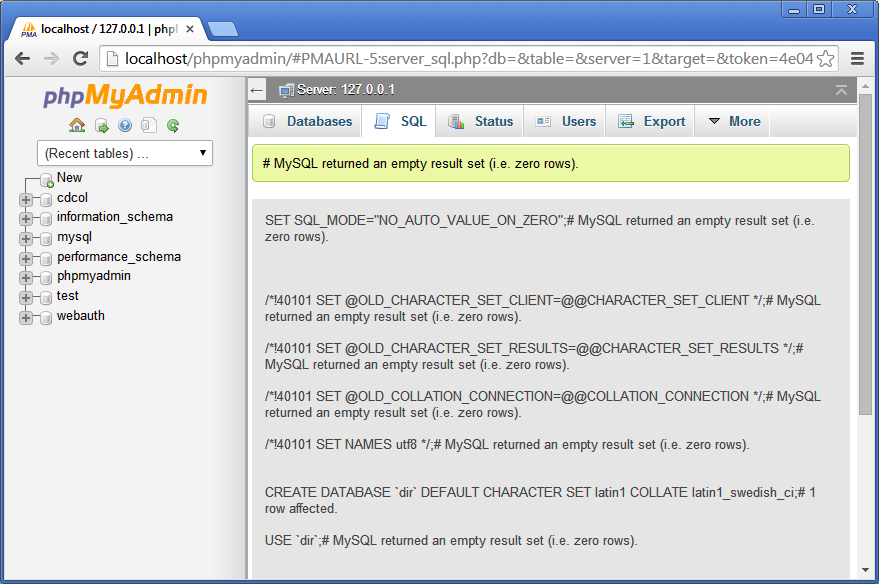 localhost / 127.0.0.1 | phpl
localhost/phpmyadmin/#PMAURL-5:server_sql.php?db=&table=&server=1&target=&token=4e04
phpMyAdmin
(Recent tables) ...
New
cdcol
information_schema
mysql
performance_schema
phpmyadmin
test
webauth
Server: 127.0.0.1
Databases SQL Status Users Export More
# MySQL returned an empty result set (i.e. zero rows).
SET SQL_MODE="NO_AUTO_VALUE_ON_ZERO";# MySQL returned an empty result set (i.e.
zero rows).
/*!40101 SET @OLD_CHARACTER_SET_CLIENT=@@CHARACTER_SET_CLIENT */;# MySQL
returned an empty result set (i.e. zero rows).
/*!40101 SET @OLD_CHARACTER_SET_RESULTS=@@CHARACTER_SET_RESULTS */;#
MySQL returned an empty result set (i.e. zero rows).
/*!40101 SET @OLD_COLLATION_CONNECTION=@@COLLATION_CONNECTION */;# MySQL
returned an empty result set (i.e. zero rows).
/*!40101 SET NAMES utf8 */;# MySQL returned an empty result set (i.e. zero rows).
CREATE DATABASE `dir` DEFAULT CHARACTER SET latin1 COLLATE latin1_swedish_ci;# 1
row affected.
USE `dir`;# MySQL returned an empty result set (i.e. zero rows).